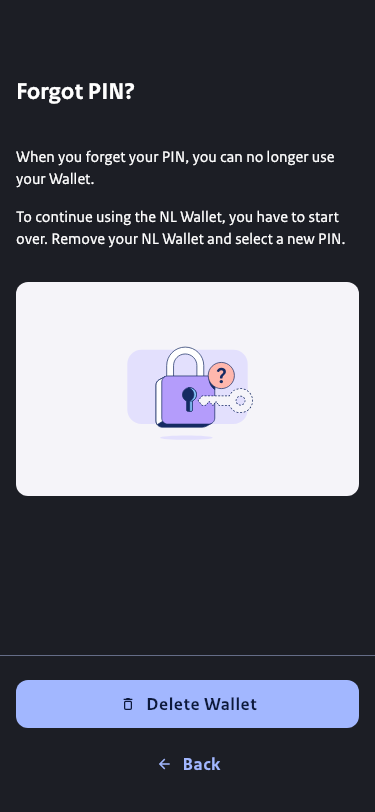 Forgot PIN?
When you forget your PIN, you can no longer use
your Wallet.
To continue using the NL Wallet, you have to start
over. Remove your NL Wallet and select a new PIN.
?
Delete Wallet
Back